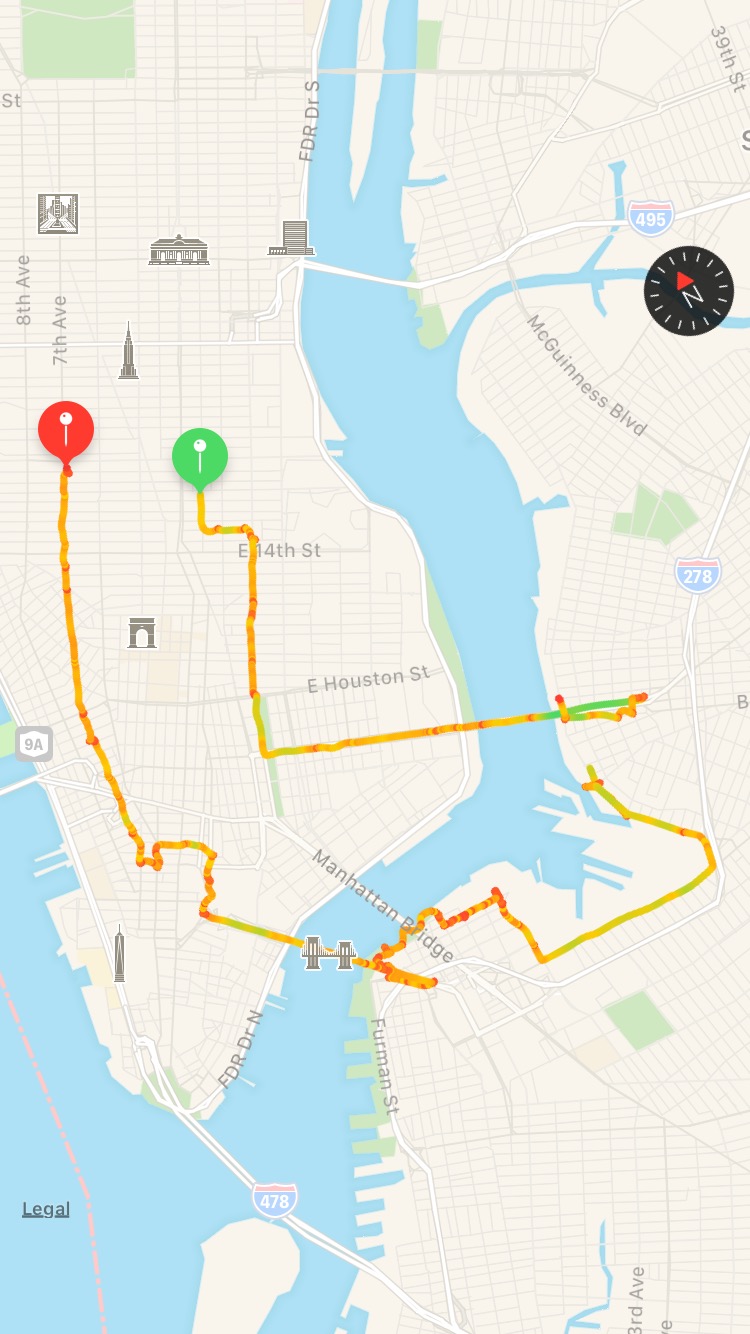 39th St
St
FDR Dr S
S
495
8th Ave
7th Ave
N
McGuinness Blvd
E 14th St
278
E Houston St
B
9A
Manhattan Bridge
FDR Dr N
Furman St
478
Legal
3rd Ave
e